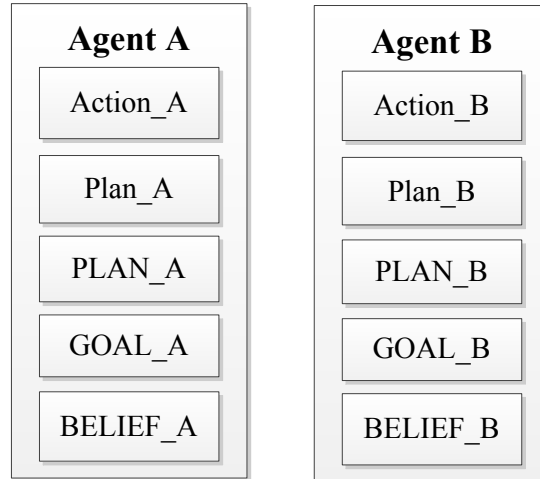 Agent A
Action_A
Plan_A
PLAN_A
GOAL_A
BELIEF_A
Agent B
Action_B
Plan_B
PLAN_B
GOAL_B
BELIEF_B